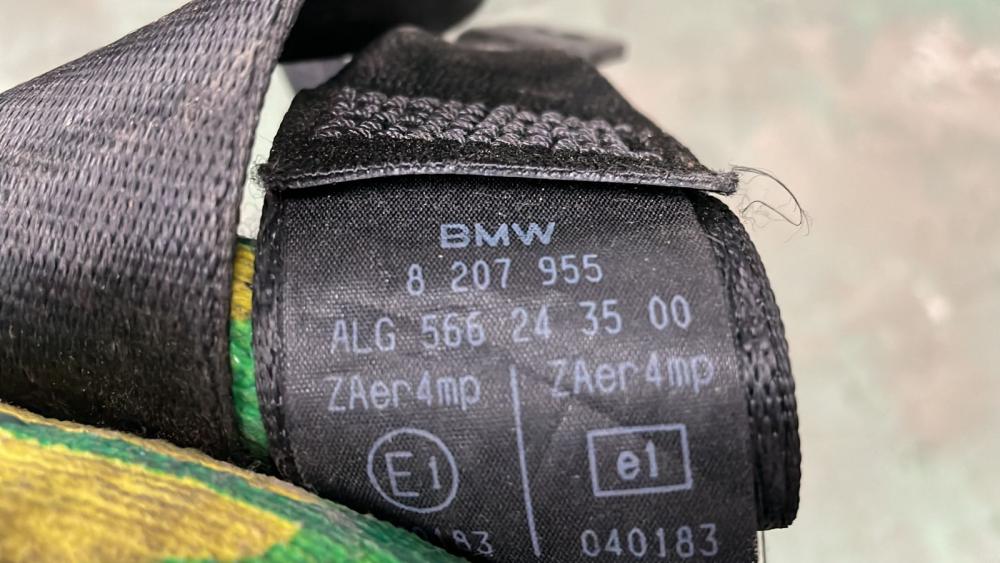 BMW
8 207 955
ALG 566 24 35 00
ZAer4mp ZAer4mp
E1 e1
040183